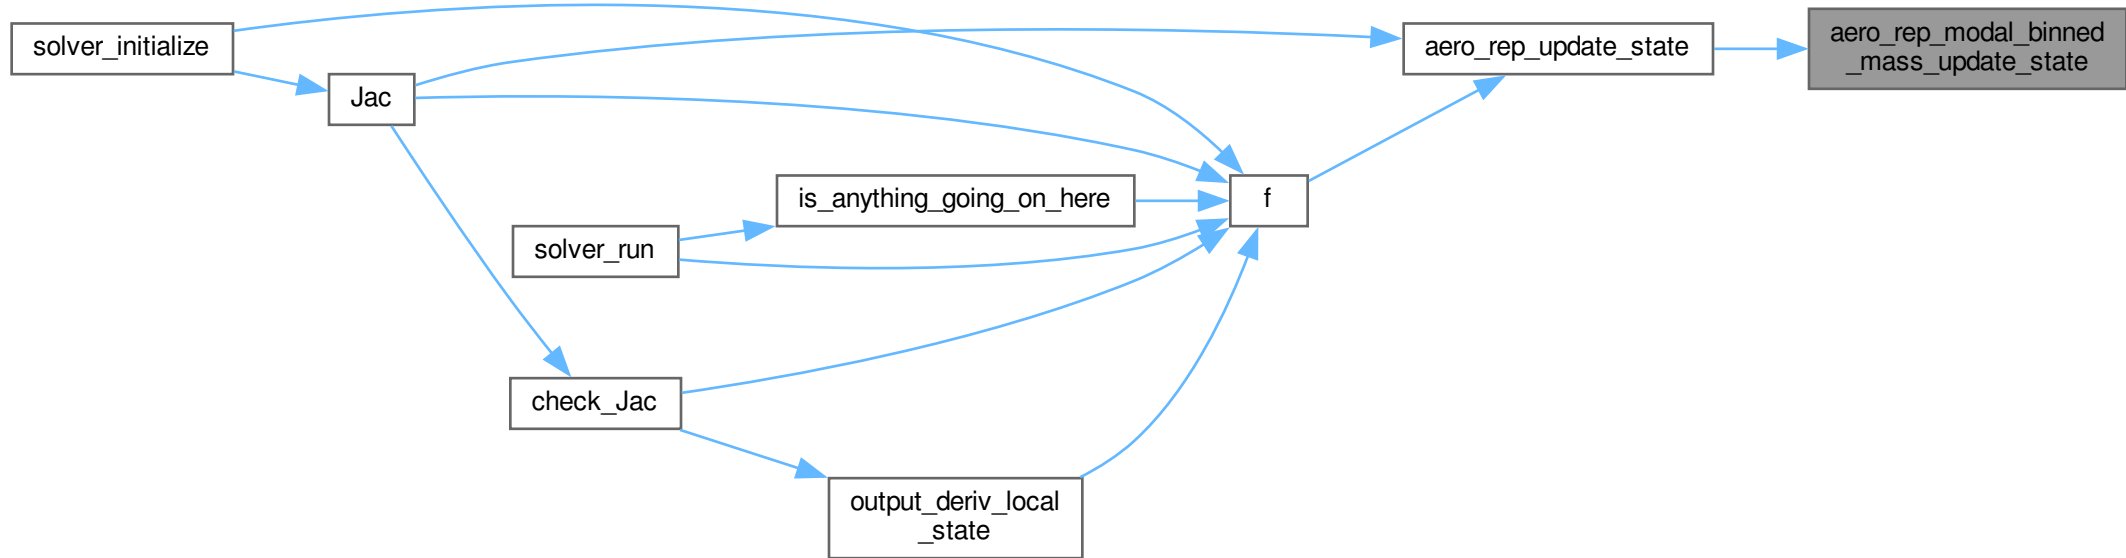 solver_initialize
Jac
aero_rep_update_state
aero_rep_modal_binned
_mass_update_state
is_anything_going_on_here
f
solver_run
check_Jac
output_deriv_local
_state